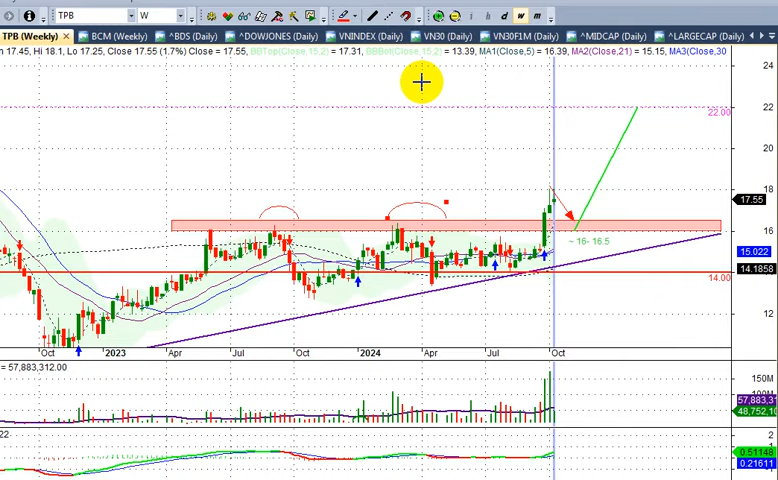 TPB W b i d w m
TPB (Weekly) BCM (Weekly) ^BDS (Daily) ^DOWJONES (Daily) VNINDEX (Daily) VN30 (Daily) VN30F1M (Daily) ^MIDCAP (Daily) ^LARGECAP (Daily)
17.45, Hi 18.1, Lo 17.25, Close 17.55 (1.7%) Close = 17.55, BBTop(Close,15,2) = 17.31, BBBot(Close,15,2) = 13.39, MA1(Close,5) = 16.39, MA2(Close,21) = 15.15, MA3(Close,30
24
22
22.00
20
18
17.55
16
~ 16- 16.5
15.022
14.1858
14.00
12
Oct 2023 Apr Jul Oct 2024 Apr Jul Oct
= 57,883,312.00
150M
100M
57,883,31
48,752,10
22
2
1
0.51148
0.21611